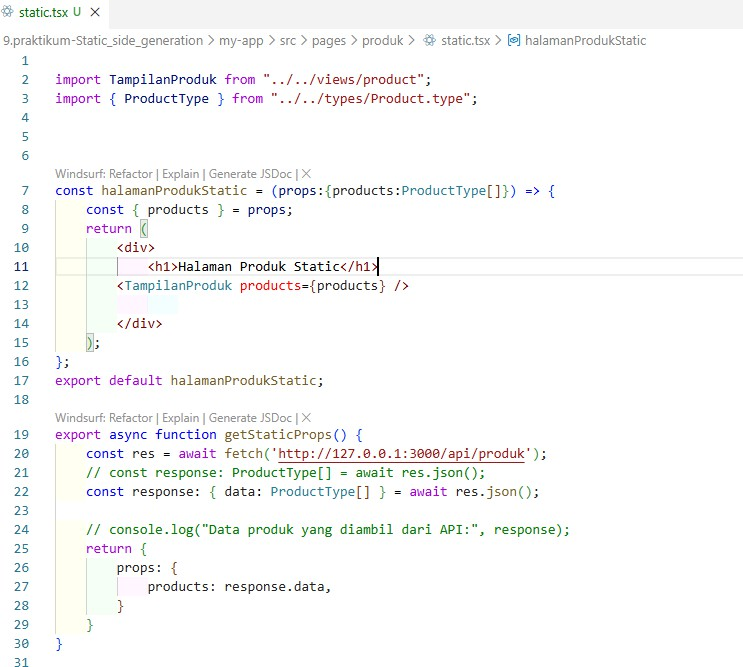 static.tsx U ×
9.praktikum-Static_side_generation > my-app > src > pages > produk > static.tsx > halamanProdukStatic
1
2 import TampilanProduk from "../../views/product";
3 import { ProductType } from "../../types/Product.type";
4
5
6
Windsurf: Refactor | Explain | Generate JSDoc | ×
7 const halamanProdukStatic = (props:{products:ProductType[]}) => {
8     const { products } = props;
9     return (
10         <div>
11             <h1>Halaman Produk Static</h1>
12         <TampilanProduk products={products} />
13
14         </div>
15     );
16 };
17 export default halamanProdukStatic;
18
Windsurf: Refactor | Explain | Generate JSDoc | ×
19 export async function getStaticProps() {
20     const res = await fetch('http://127.0.0.1:3000/api/produk');
21     // const response: ProductType[] = await res.json();
22     const response: { data: ProductType[] } = await res.json();
23
24     // console.log("Data produk yang diambil dari API:", response);
25     return {
26         props: {
27             products: response.data,
28         }
29     }
30 }
31